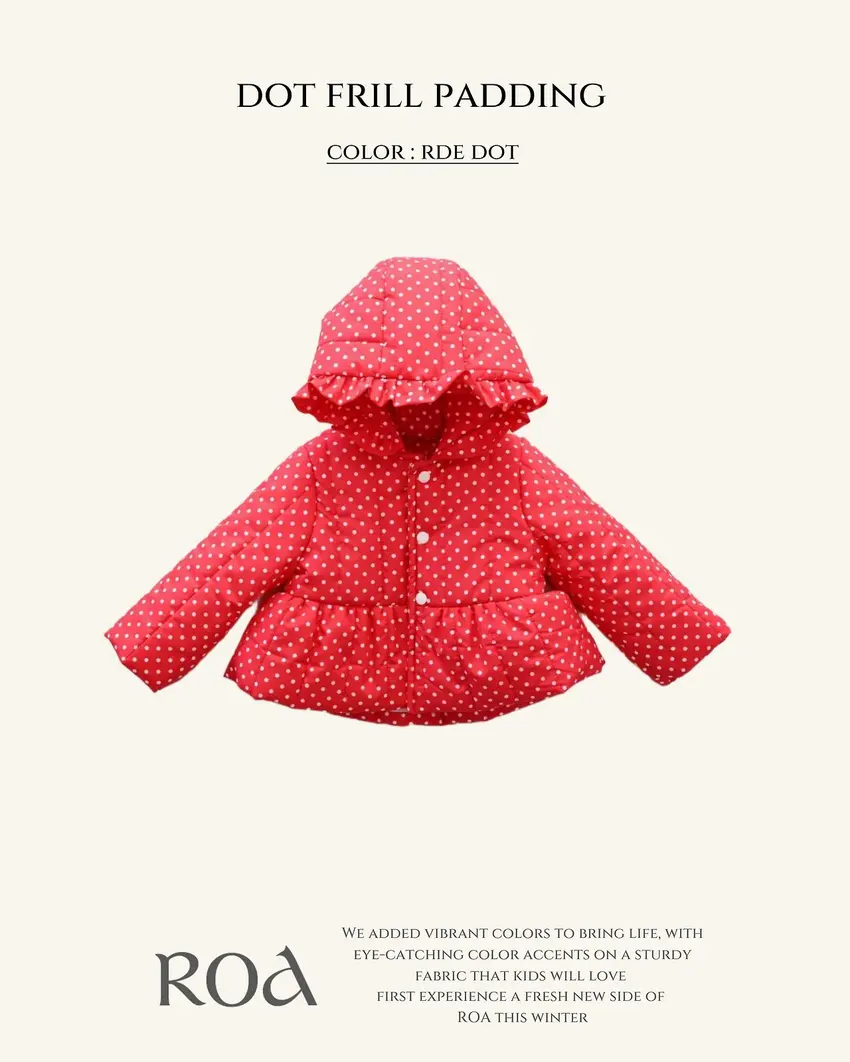 DOT FRILL PADDING
COLOR : RDE DOT
WE ADDED VIBRANT COLORS TO BRING LIFE, WITH
EYE-CATCHING COLOR ACCENTS ON A STURDY
FABRIC THAT KIDS WILL LOVE
FIRST EXPERIENCE A FRESH NEW SIDE OF
ROA THIS WINTER
ROA